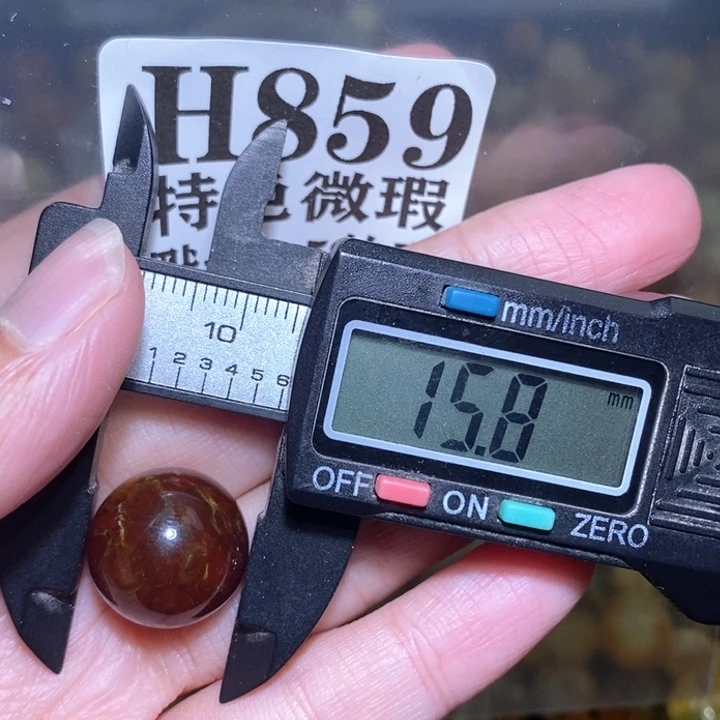 H859
特色微瑕
10
1 2 3 4 5 6
mm/inch
15.8 mm
OFF ON ZERO